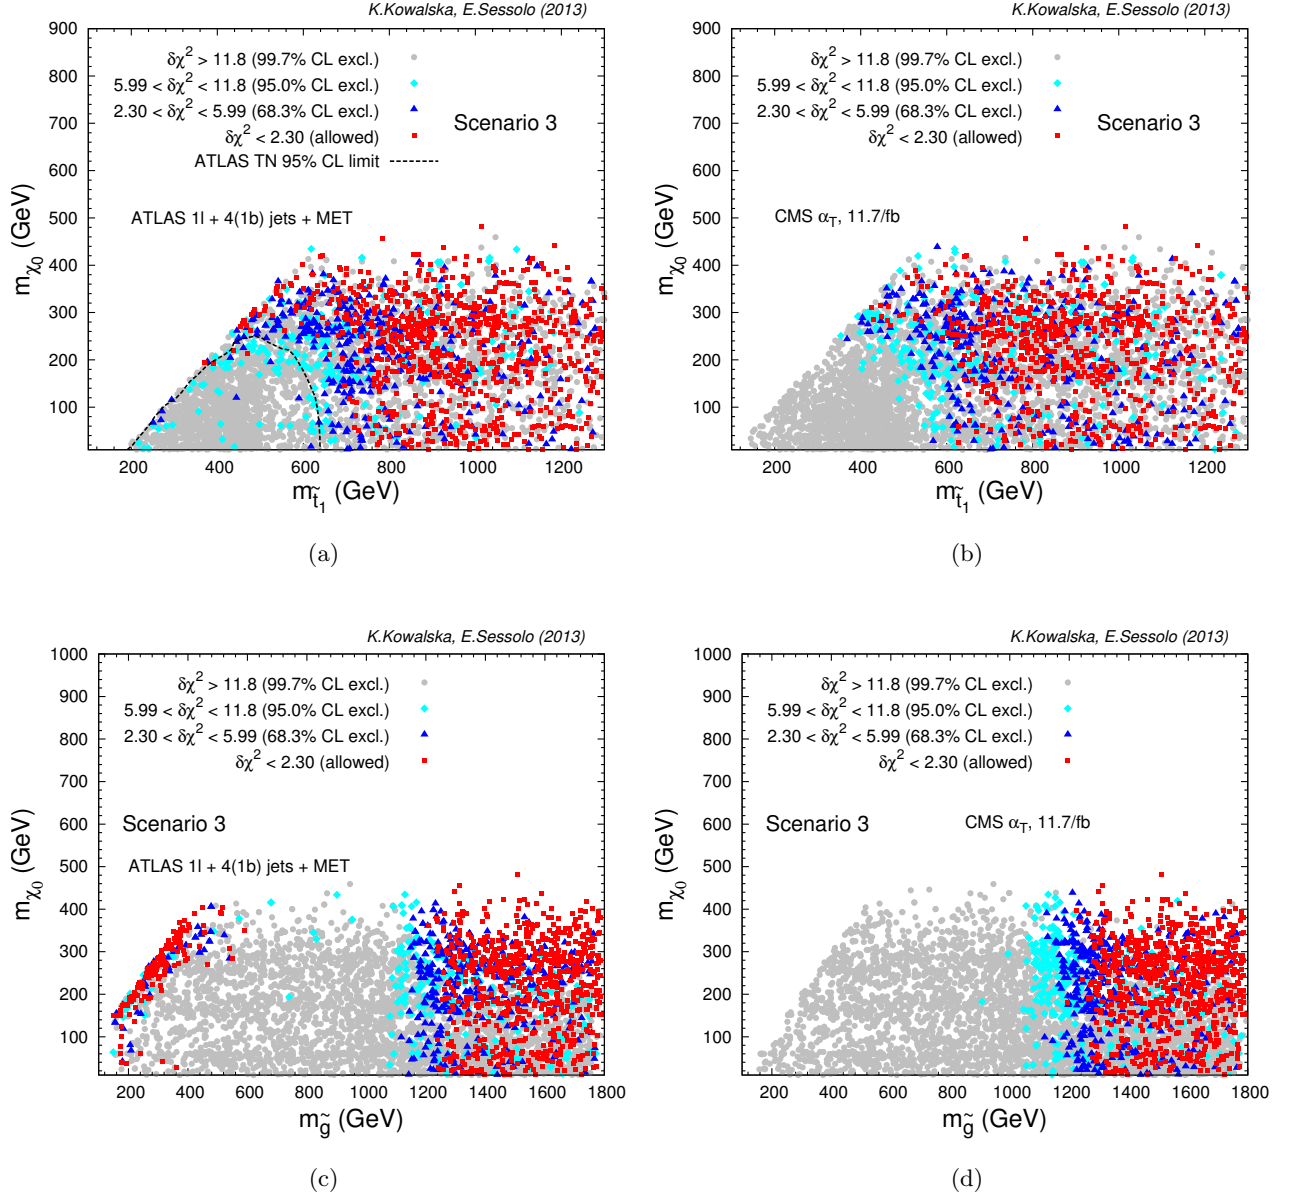 K.Kowalska, E.Sessolo (2013)
900
800
700
600
500
400
300
200
100
m_χ0 (GeV)
δχ² > 11.8 (99.7% CL excl.)
5.99 < δχ² < 11.8 (95.0% CL excl.)
2.30 < δχ² < 5.99 (68.3% CL excl.)
δχ² < 2.30 (allowed)
ATLAS TN 95% CL limit
Scenario 3
ATLAS 1l + 4(1b) jets + MET
200 400 600 800 1000 1200
m_t̃1 (GeV)
(a)
K.Kowalska, E.Sessolo (2013)
900
800
700
600
500
400
300
200
100
m_χ0 (GeV)
δχ² > 11.8 (99.7% CL excl.)
5.99 < δχ² < 11.8 (95.0% CL excl.)
2.30 < δχ² < 5.99 (68.3% CL excl.)
δχ² < 2.30 (allowed)
Scenario 3
CMS α_T, 11.7/fb
200 400 600 800 1000 1200
m_t̃1 (GeV)
(b)
K.Kowalska, E.Sessolo (2013)
1000
900
800
700
600
500
400
300
200
100
m_χ0 (GeV)
δχ² > 11.8 (99.7% CL excl.)
5.99 < δχ² < 11.8 (95.0% CL excl.)
2.30 < δχ² < 5.99 (68.3% CL excl.)
δχ² < 2.30 (allowed)
Scenario 3
ATLAS 1l + 4(1b) jets + MET
200 400 600 800 1000 1200 1400 1600 1800
m_g̃ (GeV)
(c)
K.Kowalska, E.Sessolo (2013)
1000
900
800
700
600
500
400
300
200
100
m_χ0 (GeV)
δχ² > 11.8 (99.7% CL excl.)
5.99 < δχ² < 11.8 (95.0% CL excl.)
2.30 < δχ² < 5.99 (68.3% CL excl.)
δχ² < 2.30 (allowed)
Scenario 3
CMS α_T, 11.7/fb
200 400 600 800 1000 1200 1400 1600 1800
m_g̃ (GeV)
(d)